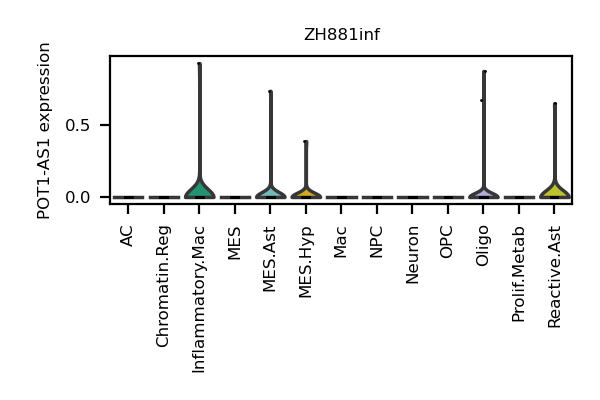 ZH881inf
POT1-AS1 expression
0.5
0.0
AC
Chromatin.Reg
Inflammatory.Mac
MES
MES.Ast
MES.Hyp
Mac
NPC
Neuron
OPC
Oligo
Prolif.Metab
Reactive.Ast